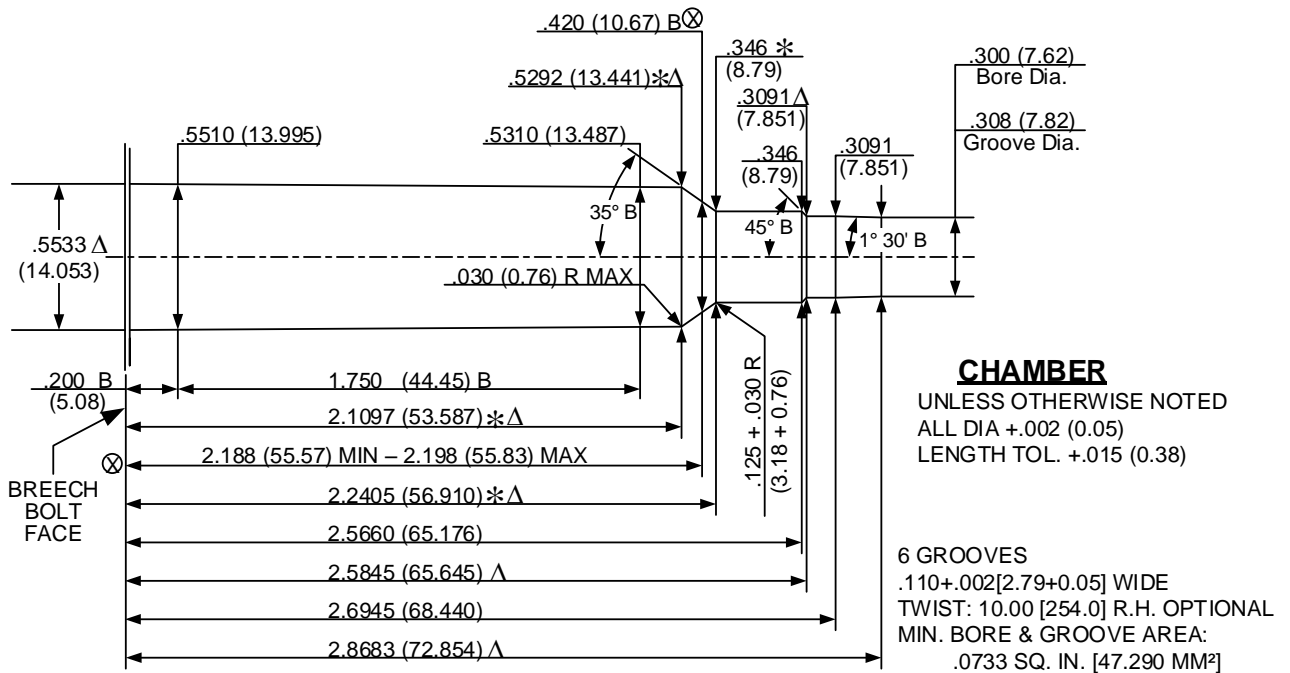 .420 (10.67) B Ⓧ
.346 ✻
(8.79)
.300 (7.62)
Bore Dia.
.5292 (13.441)✻Δ
.3091Δ
(7.851)
.308 (7.82)
Groove Dia.
.5510 (13.995)
.5310 (13.487)
.346
(8.79)
.3091
(7.851)
35° B
45° B
1° 30' B
.5533 Δ
(14.053)
.030 (0.76) R MAX
.200 B
(5.08)
1.750 (44.45) B
2.1097 (53.587)✻Δ
Ⓧ
2.188 (55.57) MIN – 2.198 (55.83) MAX
BREECH
BOLT
FACE
2.2405 (56.910)✻Δ
2.5660 (65.176)
2.5845 (65.645) Δ
2.6945 (68.440)
2.8683 (72.854) Δ
.125 + .030 R
(3.18 + 0.76)
CHAMBER
UNLESS OTHERWISE NOTED
ALL DIA +.002 (0.05)
LENGTH TOL. +.015 (0.38)
6 GROOVES
.110+.002[2.79+0.05] WIDE
TWIST: 10.00 [254.0] R.H. OPTIONAL
MIN. BORE & GROOVE AREA:
.0733 SQ. IN. [47.290 MM²]